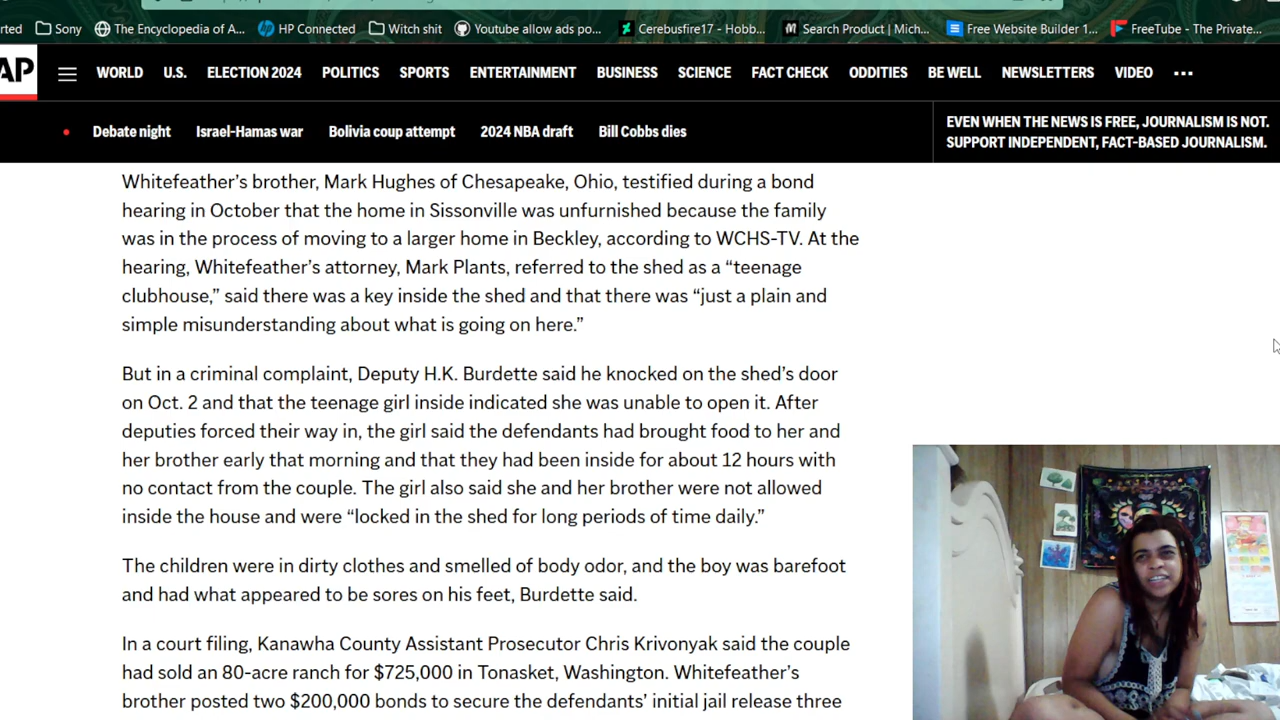 rted Sony The Encyclopedia of A... HP Connected Witch shit Youtube allow ads po... Cerebusfire17 - Hobb... Search Product | Mich... Free Website Builder 1... FreeTube - The Private...
AP WORLD U.S. ELECTION 2024 POLITICS SPORTS ENTERTAINMENT BUSINESS SCIENCE FACT CHECK ODDITIES BE WELL NEWSLETTERS VIDEO
Debate night Israel-Hamas war Bolivia coup attempt 2024 NBA draft Bill Cobbs dies
EVEN WHEN THE NEWS IS FREE, JOURNALISM IS NOT.
SUPPORT INDEPENDENT, FACT-BASED JOURNALISM.
Whitefeather’s brother, Mark Hughes of Chesapeake, Ohio, testified during a bond
hearing in October that the home in Sissonville was unfurnished because the family
was in the process of moving to a larger home in Beckley, according to WCHS-TV. At the
hearing, Whitefeather’s attorney, Mark Plants, referred to the shed as a “teenage
clubhouse,” said there was a key inside the shed and that there was “just a plain and
simple misunderstanding about what is going on here.”
But in a criminal complaint, Deputy H.K. Burdette said he knocked on the shed’s door
on Oct. 2 and that the teenage girl inside indicated she was unable to open it. After
deputies forced their way in, the girl said the defendants had brought food to her and
her brother early that morning and that they had been inside for about 12 hours with
no contact from the couple. The girl also said she and her brother were not allowed
inside the house and were “locked in the shed for long periods of time daily.”
The children were in dirty clothes and smelled of body odor, and the boy was barefoot
and had what appeared to be sores on his feet, Burdette said.
In a court filing, Kanawha County Assistant Prosecutor Chris Krivonyak said the couple
had sold an 80-acre ranch for $725,000 in Tonasket, Washington. Whitefeather’s
brother posted two $200,000 bonds to secure the defendants’ initial jail release three